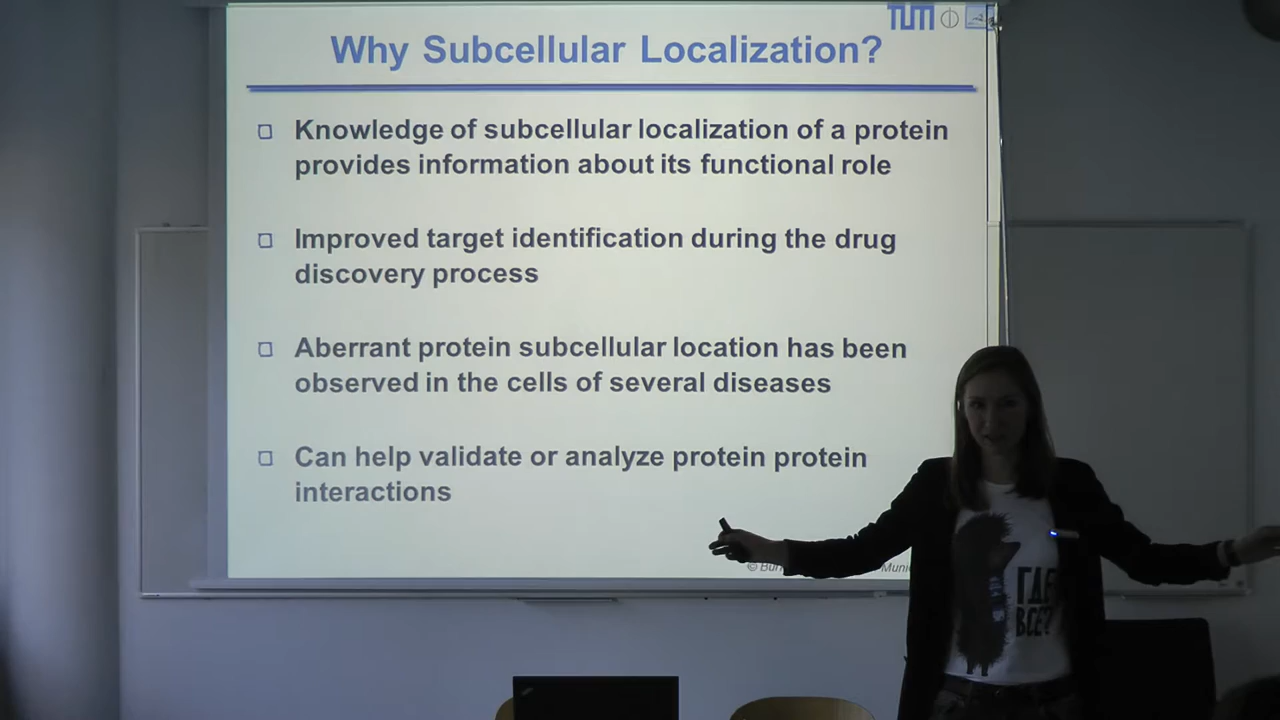 TUM
Why Subcellular Localization?
Knowledge of subcellular localization of a protein
provides information about its functional role
Improved target identification during the drug
discovery process
Aberrant protein subcellular location has been
observed in the cells of several diseases
Can help validate or analyze protein protein
interactions
ГДЕ
ВСЕ?